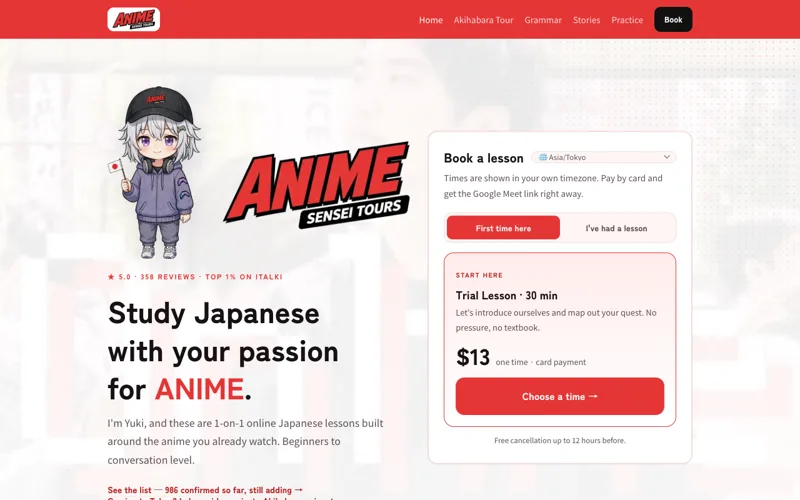 ANIME
SENSEI TOURS
Home
Akihabara Tour
Grammar
Stories
Practice
Book
ANIME
ANIME
SENSEI TOURS
★ 5.0 · 358 REVIEWS · TOP 1% ON ITALKI
Study Japanese
with your passion
for ANIME.
I'm Yuki, and these are 1-on-1 online Japanese lessons built
around the anime you already watch. Beginners to
conversation level.
See the list — 986 confirmed so far, still adding →
Book a lesson
🌐 Asia/Tokyo
Times are shown in your own timezone. Pay by card and
get the Google Meet link right away.
First time here
I've had a lesson
START HERE
Trial Lesson · 30 min
Let's introduce ourselves and map out your quest. No
pressure, no textbook.
$13 one time · card payment
Choose a time →
Free cancellation up to 12 hours before.